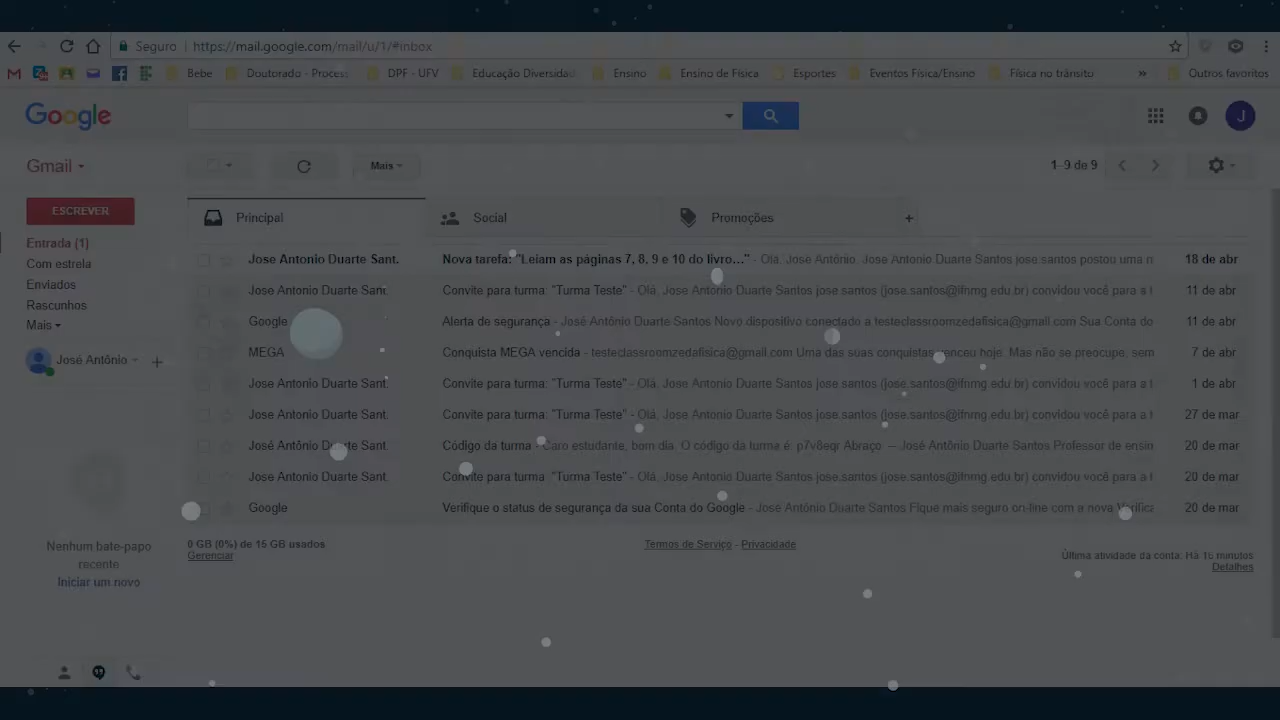 Seguro | https://mail.google.com/mail/u/1/#inbox
Bebe Doutorado - Proces DPF - UFV Educação Diversidad Ensino Ensino de Física Esportes Eventos Física/Ensino Física no trânsito » Outros favoritos
Google
J
Gmail
Mais
1–9 de 9
ESCREVER
Principal
Social
Promoções
+
Entrada (1)
Com estrela
Enviados
Rascunhos
Mais
José Antônio
+
Jose Antonio Duarte Sant. Nova tarefa: "Leiam as páginas 7, 8, 9 e 10 do livro..." - Olá, José Antônio. Jose Antonio Duarte Santos jose.santos postou uma n 18 de abr
Jose Antonio Duarte Sant. Convite para turma: "Turma Teste" - Olá, Jose Antonio Duarte Santos jose.santos (jose.santos@ifnmg.edu.br) convidou você para a t 11 de abr
Google Alerta de segurança - José Antônio Duarte Santos Novo dispositivo conectado a testeclassroomzedafisica@gmail.com Sua Conta do 11 de abr
MEGA Conquista MEGA vencida - testeclassroomzedafisica@gmail.com Uma das suas conquistas venceu hoje. Mas não se preocupe, sem 7 de abr
Jose Antonio Duarte Sant. Convite para turma: "Turma Teste" - Olá, Jose Antonio Duarte Santos jose.santos (jose.santos@ifnmg.edu.br) convidou você para a t 1 de abr
Jose Antonio Duarte Sant. Convite para turma: "Turma Teste" - Olá, Jose Antonio Duarte Santos jose.santos (jose.santos@ifnmg.edu.br) convidou você para a t 27 de mar
José Antônio Duarte Sant. Código da turma - Caro estudante, bom dia. O código da turma é: p7v8eqr Abraço -- José Antônio Duarte Santos Professor de ensin 20 de mar
Jose Antonio Duarte Sant. Convite para turma: "Turma Teste" - Olá, Jose Antonio Duarte Santos jose.santos (jose.santos@ifnmg.edu.br) convidou você para a t 20 de mar
Google Verifique o status de segurança da sua Conta do Google - José Antônio Duarte Santos Fique mais seguro on-line com a nova Verifica 20 de mar
0 GB (0%) de 15 GB usados
Gerenciar
Termos de Serviço - Privacidade
Última atividade da conta: Há 16 minutos
Detalhes
Nenhum bate-papo
recente
Iniciar um novo